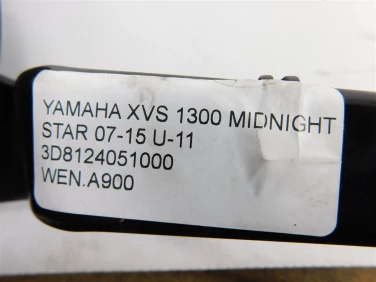 YAMAHA XVS 1300 MIDNIGHT
STAR 07-15 U-11
3D8124051000
WEN.A900